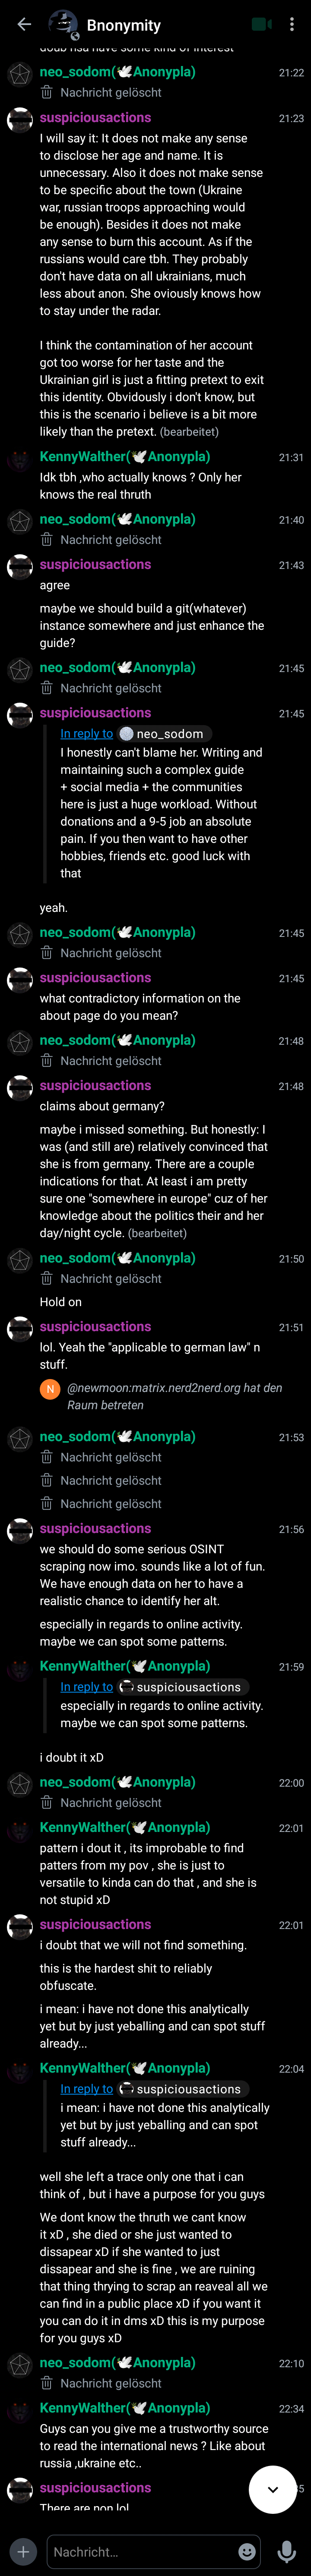 Bnonymity
neo_sodom(🕊Anonypla) 21:22
Nachricht gelöscht
suspiciousactions 21:23
I will say it: It does not make any sense
to disclose her age and name. It is
unnecessary. Also it does not make sense
to be specific about the town (Ukraine
war, russian troops approaching would
be enough). Besides it does not make
any sense to burn this account. As if the
russians would care tbh. They probably
don't have data on all ukrainians, much
less about anon. She oviously knows how
to stay under the radar.
I think the contamination of her account
got too worse for her taste and the
Ukrainian girl is just a fitting pretext to exit
this identity. Obvidously i don't know, but
this is the scenario i believe is a bit more
likely than the pretext. (bearbeitet)
KennyWalther(🕊Anonypla) 21:31
Idk tbh ,who actually knows ? Only her
knows the real thruth
neo_sodom(🕊Anonypla) 21:40
Nachricht gelöscht
suspiciousactions 21:43
agree
maybe we should build a git(whatever)
instance somewhere and just enhance the
guide?
neo_sodom(🕊Anonypla) 21:45
Nachricht gelöscht
suspiciousactions 21:45
In reply to neo_sodom
I honestly can't blame her. Writing and
maintaining such a complex guide
+ social media + the communities
here is just a huge workload. Without
donations and a 9-5 job an absolute
pain. If you then want to have other
hobbies, friends etc. good luck with
that
yeah.
neo_sodom(🕊Anonypla) 21:45
Nachricht gelöscht
suspiciousactions 21:45
what contradictory information on the
about page do you mean?
neo_sodom(🕊Anonypla) 21:48
Nachricht gelöscht
suspiciousactions 21:48
claims about germany?
maybe i missed something. But honestly: I
was (and still are) relatively convinced that
she is from germany. There are a couple
indications for that. At least i am pretty
sure one "somewhere in europe" cuz of her
knowledge about the politics their and her
day/night cycle. (bearbeitet)
neo_sodom(🕊Anonypla) 21:50
Nachricht gelöscht
Hold on
suspiciousactions 21:51
lol. Yeah the "applicable to german law" n
stuff.
N @newmoon:matrix.nerd2nerd.org hat den
Raum betreten
neo_sodom(🕊Anonypla) 21:53
Nachricht gelöscht
Nachricht gelöscht
Nachricht gelöscht
suspiciousactions 21:56
we should do some serious OSINT
scraping now imo. sounds like a lot of fun.
We have enough data on her to have a
realistic chance to identify her alt.
especially in regards to online activity.
maybe we can spot some patterns.
KennyWalther(🕊Anonypla) 21:59
In reply to suspiciousactions
especially in regards to online activity.
maybe we can spot some patterns.
i doubt it xD
neo_sodom(🕊Anonypla) 22:00
Nachricht gelöscht
KennyWalther(🕊Anonypla) 22:01
pattern i dout it , its improbable to find
patters from my pov , she is just to
versatile to kinda can do that , and she is
not stupid xD
suspiciousactions 22:01
i doubt that we will not find something.
this is the hardest shit to reliably
obfuscate.
i mean: i have not done this analytically
yet but by just yeballing and can spot stuff
already...
KennyWalther(🕊Anonypla) 22:04
In reply to suspiciousactions
i mean: i have not done this analytically
yet but by just yeballing and can spot
stuff already...
well she left a trace only one that i can
think of , but i have a purpose for you guys
We dont know the thruth we cant know
it xD , she died or she just wanted to
dissapear xD if she wanted to just
dissapear and she is fine , we are ruining
that thing thrying to scrap an reaveal all we
can find in a public place xD if you want it
you can do it in dms xD this is my purpose
for you guys xD
neo_sodom(🕊Anonypla) 22:10
Nachricht gelöscht
KennyWalther(🕊Anonypla) 22:34
Guys can you give me a trustworthy source
to read the international news ? Like about
russia ,ukraine etc..
suspiciousactions
There are non lol
Nachricht...